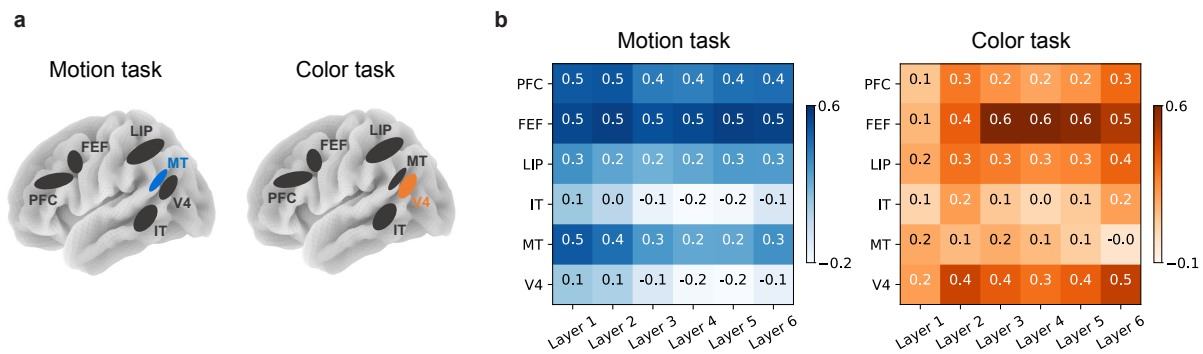 a
b
Motion task
Color task
FEF
LIP
MT
PFC
V4
IT
FEF
LIP
MT
PFC
V4
IT
Motion task
PFC 0.5 0.5 0.4 0.4 0.4 0.4
FEF 0.5 0.5 0.5 0.5 0.5 0.5
LIP 0.3 0.2 0.2 0.2 0.3 0.3
IT 0.1 0.0 -0.1 -0.2 -0.2 -0.1
MT 0.5 0.4 0.3 0.2 0.2 0.3
V4 0.1 0.1 -0.1 -0.2 -0.2 -0.1
Layer 1 Layer 2 Layer 3 Layer 4 Layer 5 Layer 6
0.6
−0.2
Color task
PFC 0.1 0.3 0.2 0.2 0.2 0.3
FEF 0.1 0.4 0.6 0.6 0.6 0.5
LIP 0.2 0.3 0.3 0.3 0.3 0.4
IT 0.1 0.2 0.1 0.0 0.1 0.2
MT 0.2 0.1 0.2 0.1 0.1 -0.0
V4 0.2 0.4 0.4 0.3 0.4 0.5
Layer 1 Layer 2 Layer 3 Layer 4 Layer 5 Layer 6
0.6
−0.1